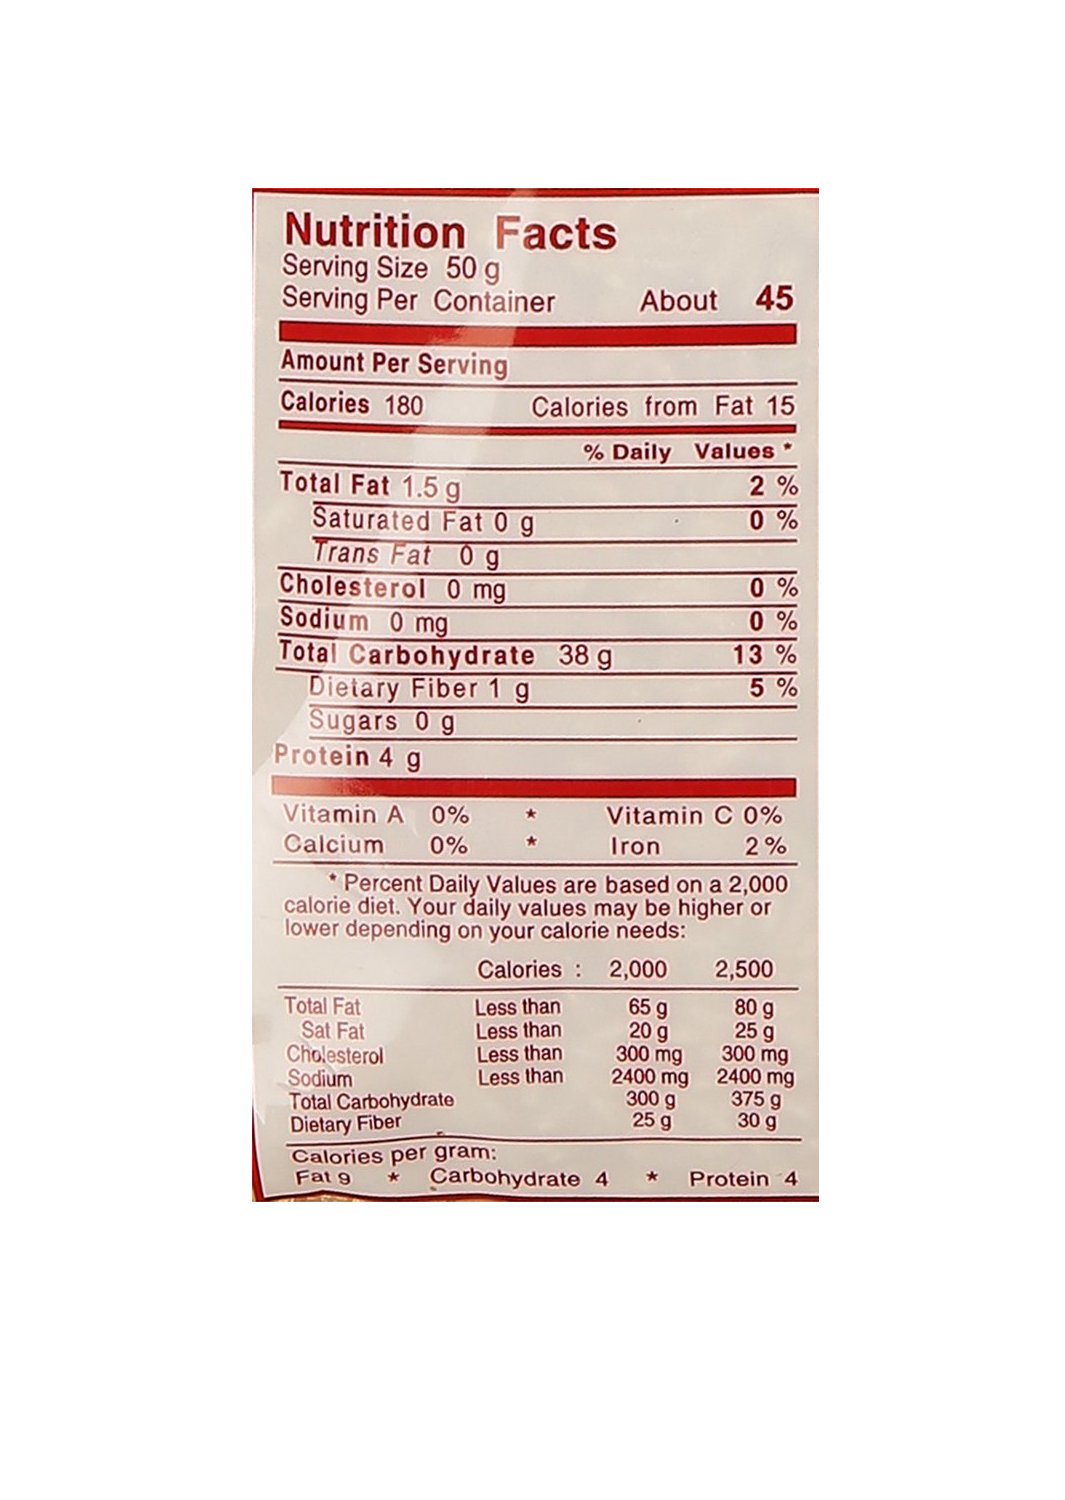 Nutrition Facts
Serving Size 50 g
Serving Per Container About 45
Amount Per Serving
Calories 180 Calories from Fat 15
% Daily Values *
Total Fat 1.5 g 2 %
Saturated Fat 0 g 0 %
Trans Fat 0 g
Cholesterol 0 mg 0 %
Sodium 0 mg 0 %
Total Carbohydrate 38 g 13 %
Dietary Fiber 1 g 5 %
Sugars 0 g
Protein 4 g
Vitamin A 0% * Vitamin C 0%
Calcium 0% * Iron 2%
* Percent Daily Values are based on a 2,000
calorie diet. Your daily values may be higher or
lower depending on your calorie needs:
Calories : 2,000 2,500
Total Fat Less than 65 g 80 g
Sat Fat Less than 20 g 25 g
Cholesterol Less than 300 mg 300 mg
Sodium Less than 2400 mg 2400 mg
Total Carbohydrate 300 g 375 g
Dietary Fiber 25 g 30 g
Calories per gram:
Fat 9 * Carbohydrate 4 * Protein 4